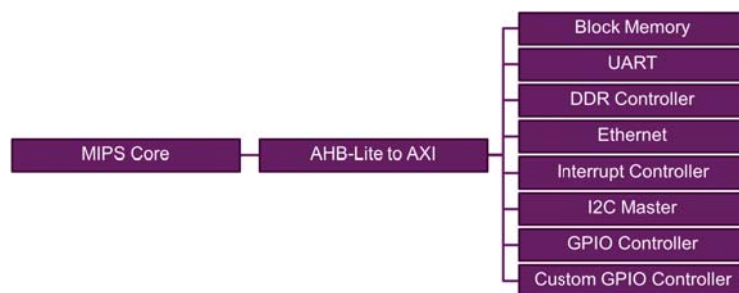 Block Memory
UART
DDR Controller
Ethernet
MIPS Core
AHB-Lite to AXI
Interrupt Controller
I2C Master
GPIO Controller
Custom GPIO Controller